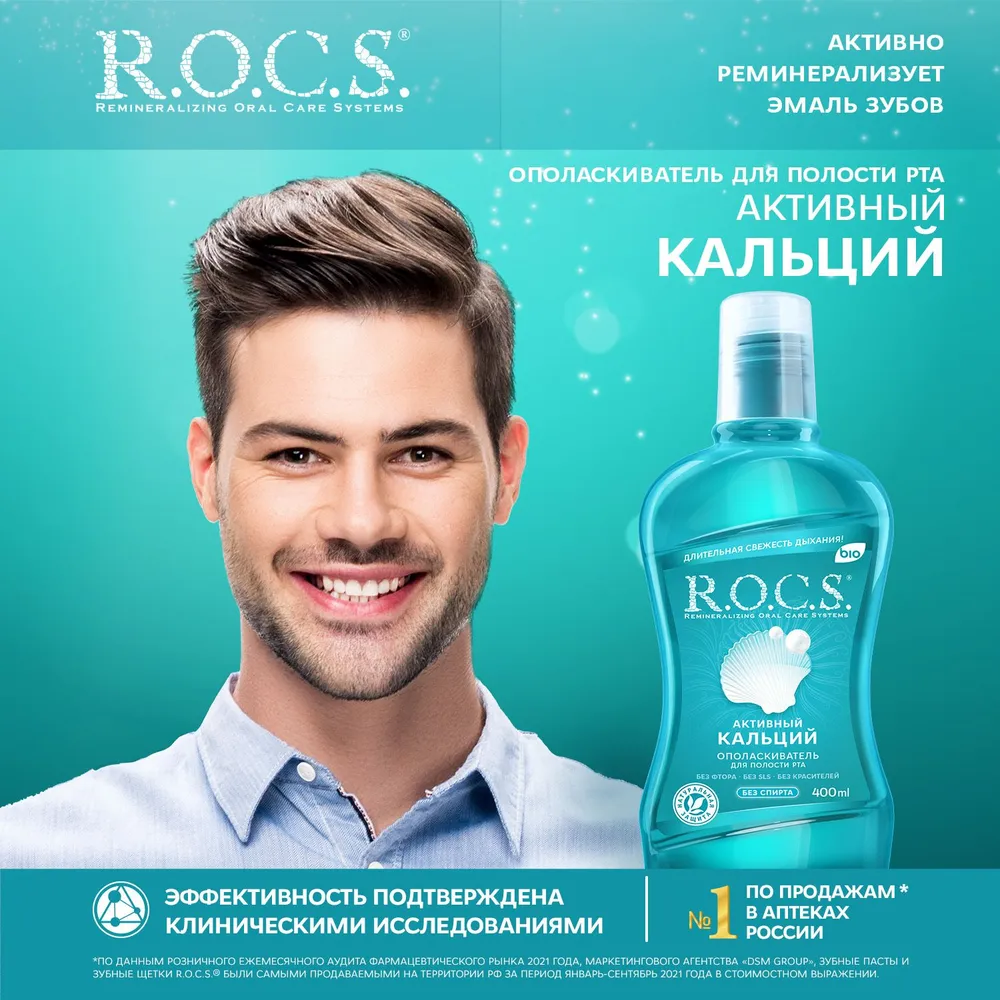 R.O.C.S.®
REMINERALIZING ORAL CARE SYSTEMS
АКТИВНО
РЕМИНЕРАЛИЗУЕТ
ЭМАЛЬ ЗУБОВ
ОПОЛАСКИВАТЕЛЬ ДЛЯ ПОЛОСТИ РТА
АКТИВНЫЙ
КАЛЬЦИЙ
ДЛИТЕЛЬНАЯ СВЕЖЕСТЬ ДЫХАНИЯ!
bio
R.O.C.S.®
REMINERALIZING ORAL CARE SYSTEMS
АКТИВНЫЙ
КАЛЬЦИЙ
ОПОЛАСКИВАТЕЛЬ
ДЛЯ ПОЛОСТИ РТА
БЕЗ ФТОРА · БЕЗ SLS · БЕЗ КРАСИТЕЛЕЙ
БЕЗ СПИРТА 400ml
НАТУРАЛЬНАЯ ЗАЩИТА
ЭФФЕКТИВНОСТЬ ПОДТВЕРЖДЕНА
КЛИНИЧЕСКИМИ ИССЛЕДОВАНИЯМИ
№1
ПО ПРОДАЖАМ*
В АПТЕКАХ
РОССИИ
*ПО ДАННЫМ РОЗНИЧНОГО ЕЖЕМЕСЯЧНОГО АУДИТА ФАРМАЦЕВТИЧЕСКОГО РЫНКА 2021 ГОДА, МАРКЕТИНГОВОГО АГЕНТСТВА «DSM GROUP», ЗУБНЫЕ ПАСТЫ И
ЗУБНЫЕ ЩЕТКИ R.O.C.S.® БЫЛИ САМЫМИ ПРОДАВАЕМЫМИ НА ТЕРРИТОРИИ РФ ЗА ПЕРИОД ЯНВАРЬ-СЕНТЯБРЬ 2021 ГОДА В СТОИМОСТНОМ ВЫРАЖЕНИИ.